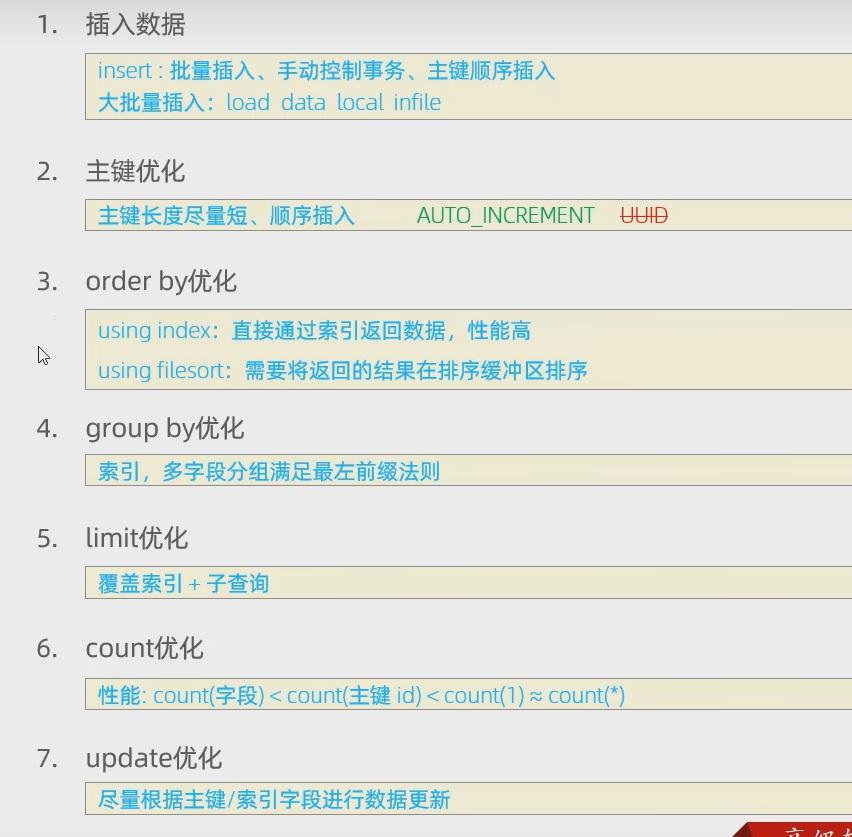 1. 插入数据
insert : 批量插入、手动控制事务、主键顺序插入
大批量插入：load data local infile
2. 主键优化
主键长度尽量短、顺序插入 AUTO_INCREMENT UUID
3. order by优化
using index：直接通过索引返回数据，性能高
using filesort：需要将返回的结果在排序缓冲区排序
4. group by优化
索引，多字段分组满足最左前缀法则
5. limit优化
覆盖索引 + 子查询
6. count优化
性能: count(字段) < count(主键 id) < count(1) ≈ count(*)
7. update优化
尽量根据主键/索引字段进行数据更新